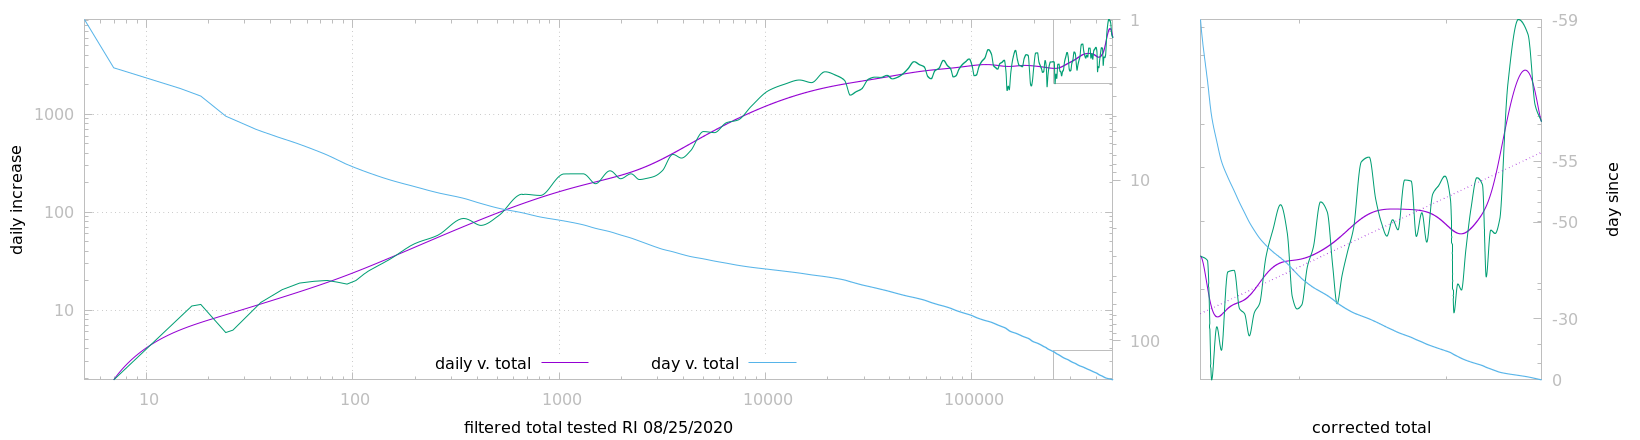 daily increase
1000
100
10
10
100
1000
10000
100000
1
10
100
daily v. total
day v. total
filtered total tested RI 08/25/2020
-59
-55
-50
-30
0
day since
corrected total